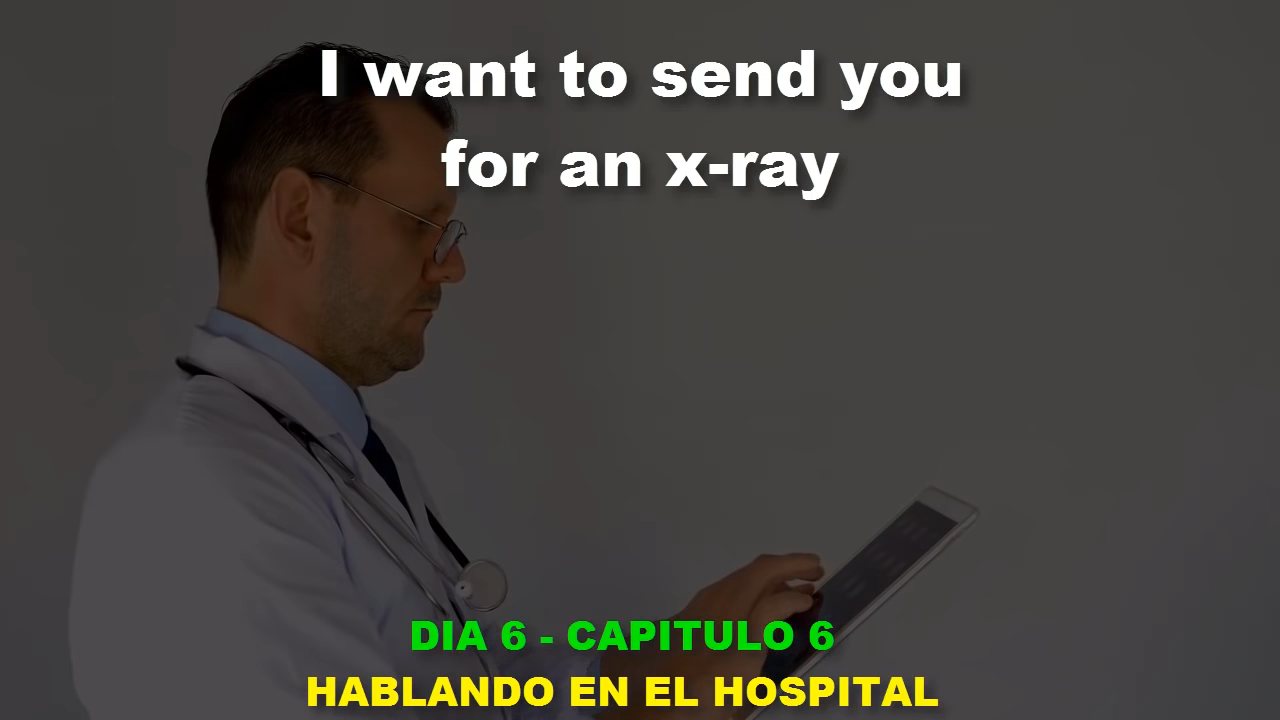 I want to send you
for an x-ray
DIA 6 - CAPITULO 6
HABLANDO EN EL HOSPITAL